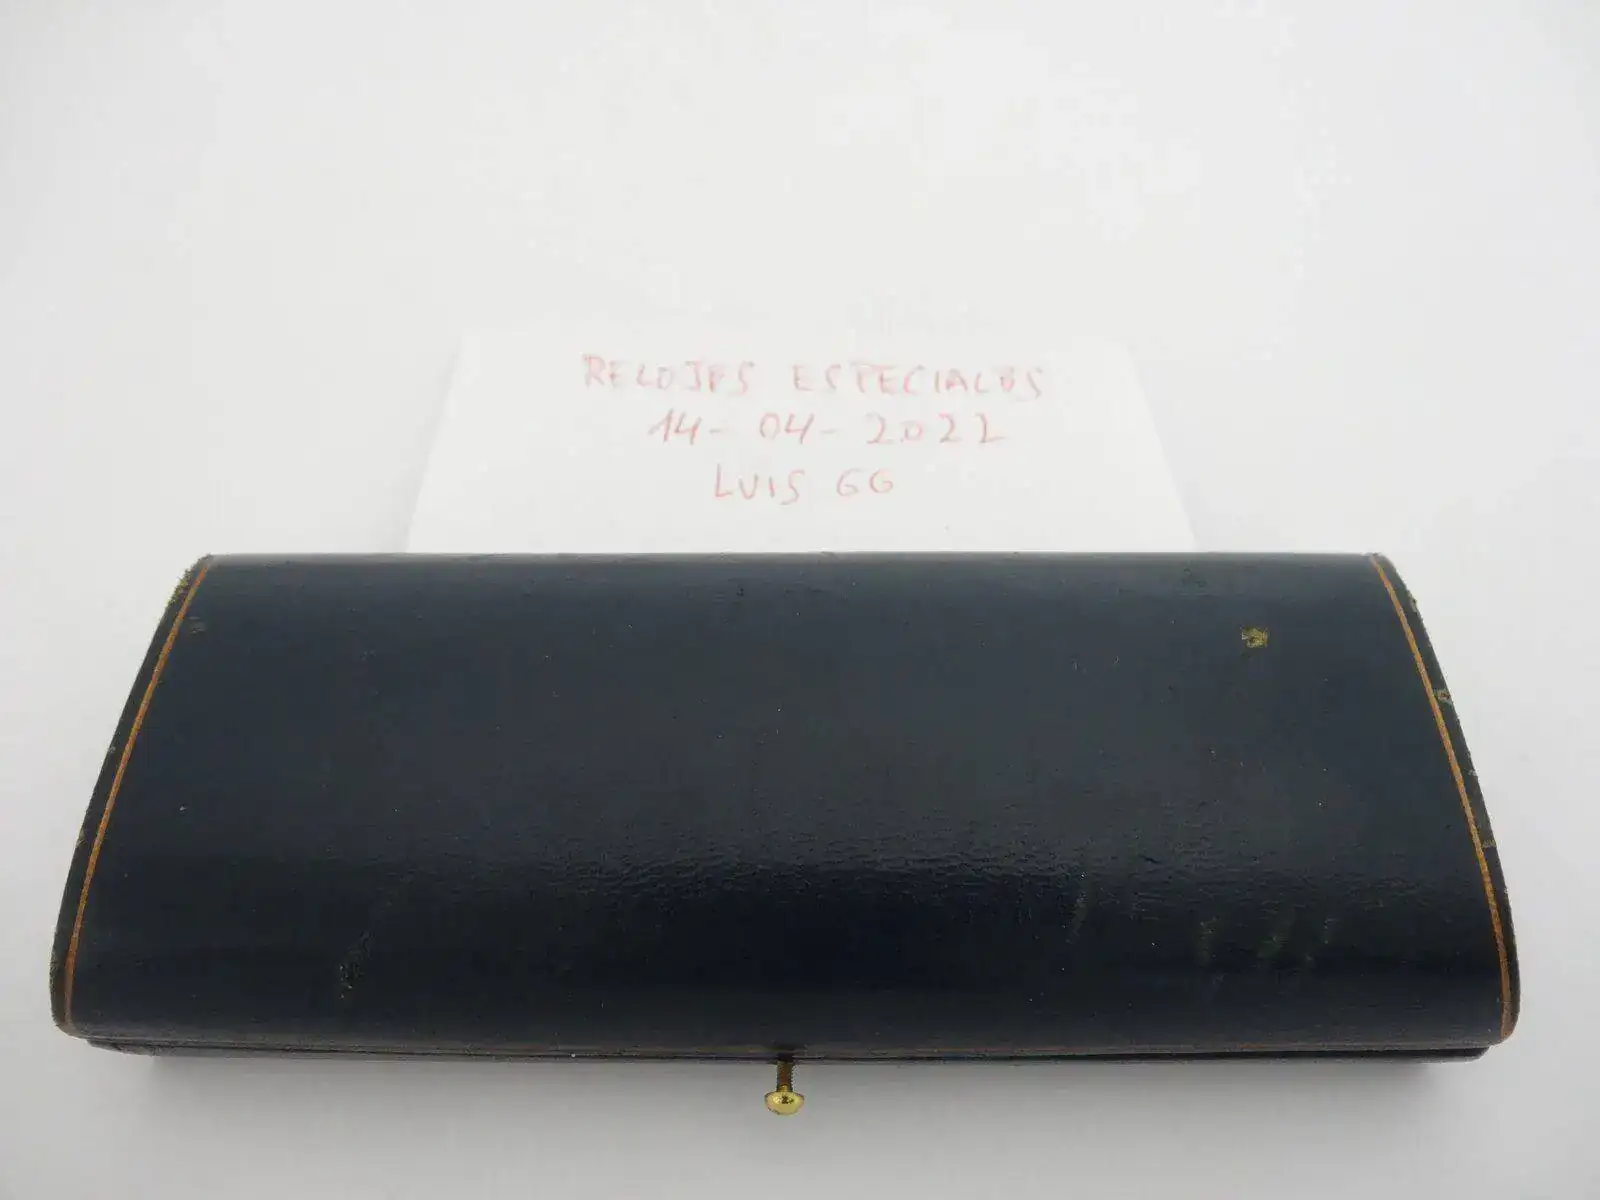 RELOJES ESPECIALES
14-04-2022
LUIS GG